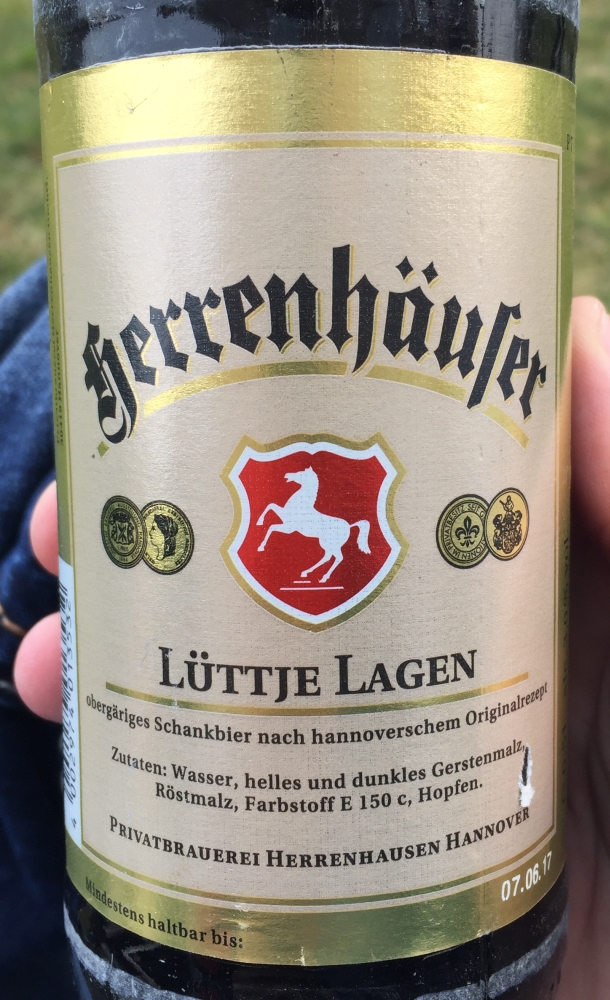 Herrenhäuser
LÜTTJE LAGEN
obergäriges Schankbier nach hannoverschem Originalrezept
Zutaten: Wasser, helles und dunkles Gerstenmalz,
Röstmalz, Farbstoff E 150 c, Hopfen.
PRIVATBRAUEREI HERRENHAUSEN HANNOVER
07.06.17
Mindestens haltbar bis: